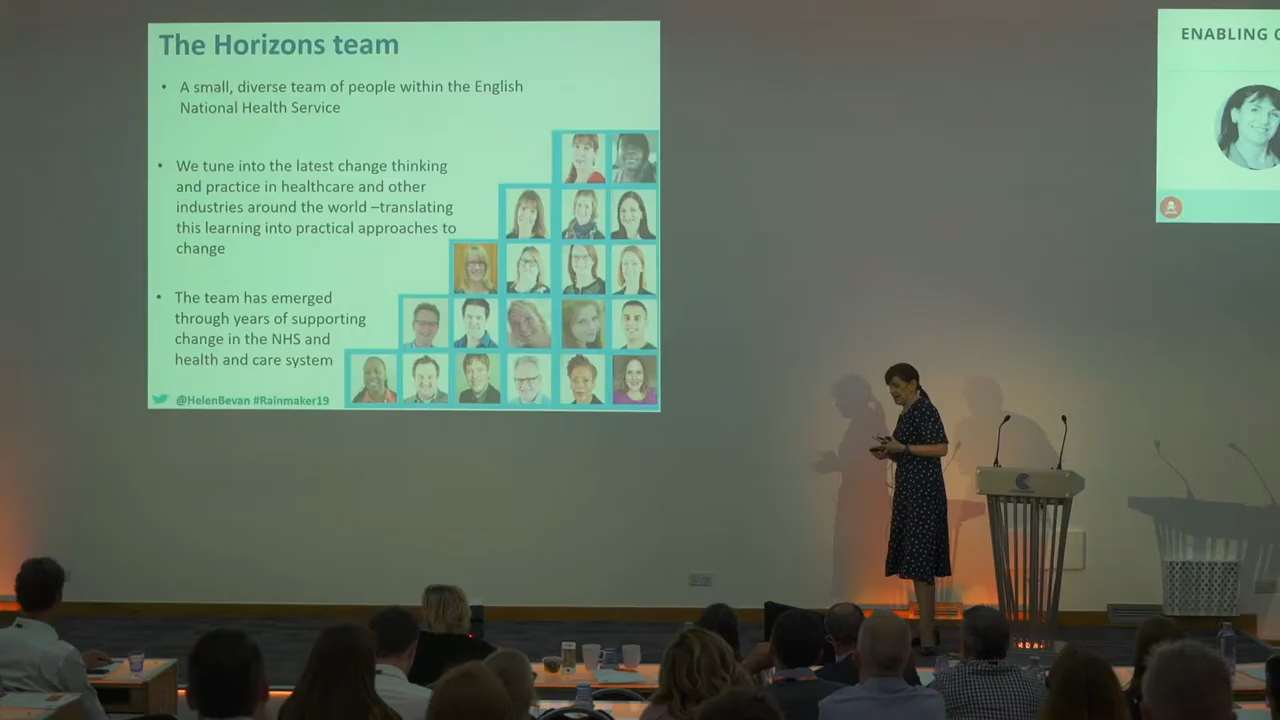 The Horizons team
• A small, diverse team of people within the English
National Health Service
• We tune into the latest change thinking
and practice in healthcare and other
industries around the world –translating
this learning into practical approaches to
change
• The team has emerged
through years of supporting
change in the NHS and
health and care system
@HelenBevan #Rainmaker19
ENABLING